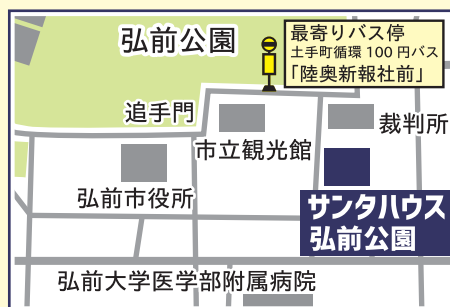 弘前公園
最寄りバス停
土手町循環100円バス
「陸奥新報社前」
追手門
市立観光館
裁判所
弘前市役所
サンタハウス
弘前公園
弘前大学医学部附属病院